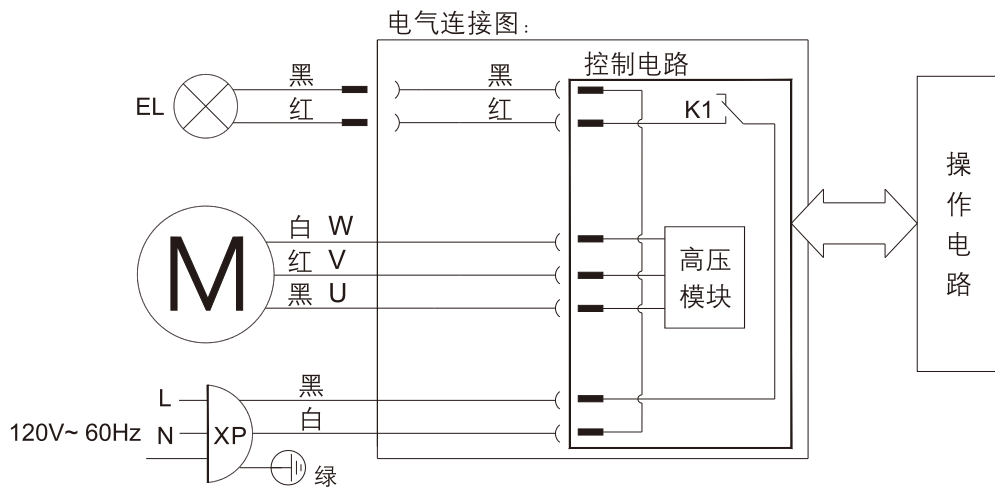 电气连接图:
控制电路
EL
黑
黑
红
红
K1
操作电路
M
白 W
红 V
黑 U
高压
模块
L
黑
120V~ 60Hz N
XP
白
绿